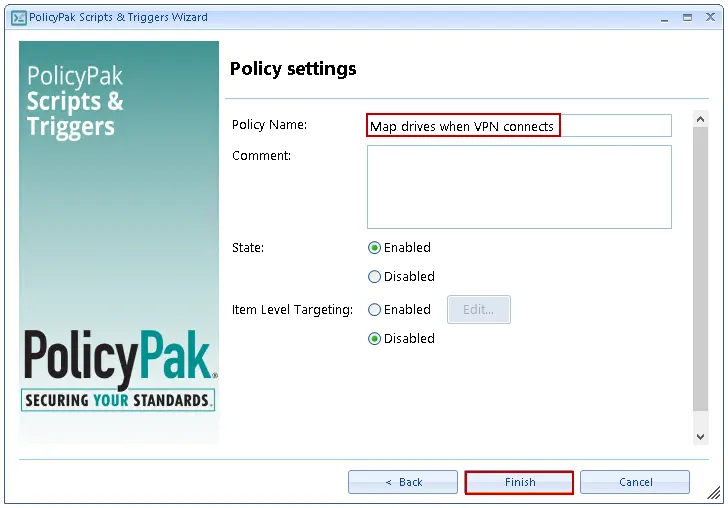 PolicyPak Scripts & Triggers Wizard
PolicyPak
Scripts &
Triggers
Policy settings
Policy Name:
Map drives when VPN connects
Comment:
State:
Enabled
Disabled
Item Level Targeting:
Enabled
Edit...
Disabled
PolicyPak®
SECURING YOUR STANDARDS.
< Back
Finish
Cancel